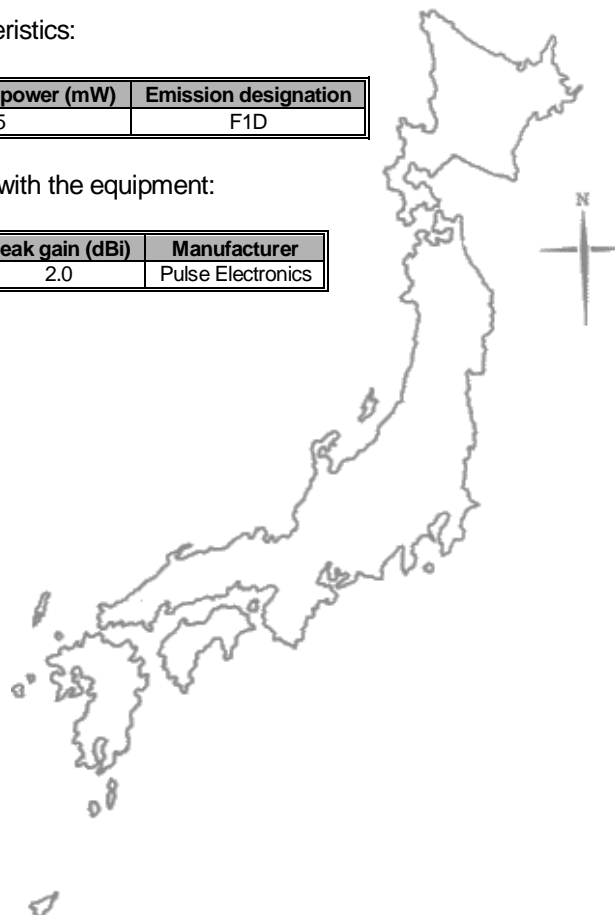 eristics:
power (mW) Emission designation
5 F1D
with the equipment:
eak gain (dBi) Manufacturer
2.0 Pulse Electronics
N